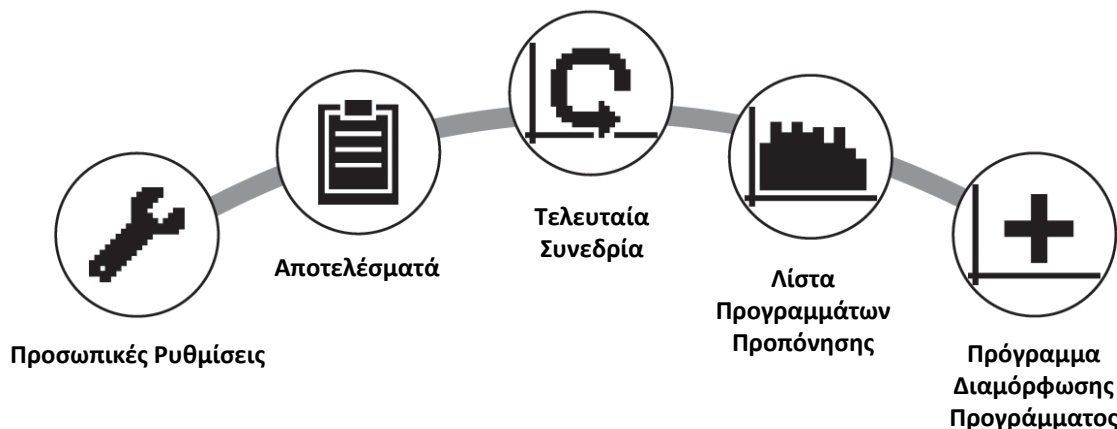 Προσωπικές Ρυθμίσεις
Αποτελέσματά
Τελευταία
Συνεδρία
Λίστα
Προγραμμάτων
Προπόνησης
Πρόγραμμα
Διαμόρφωσης
Προγράμματος